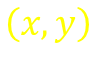 (x, y)